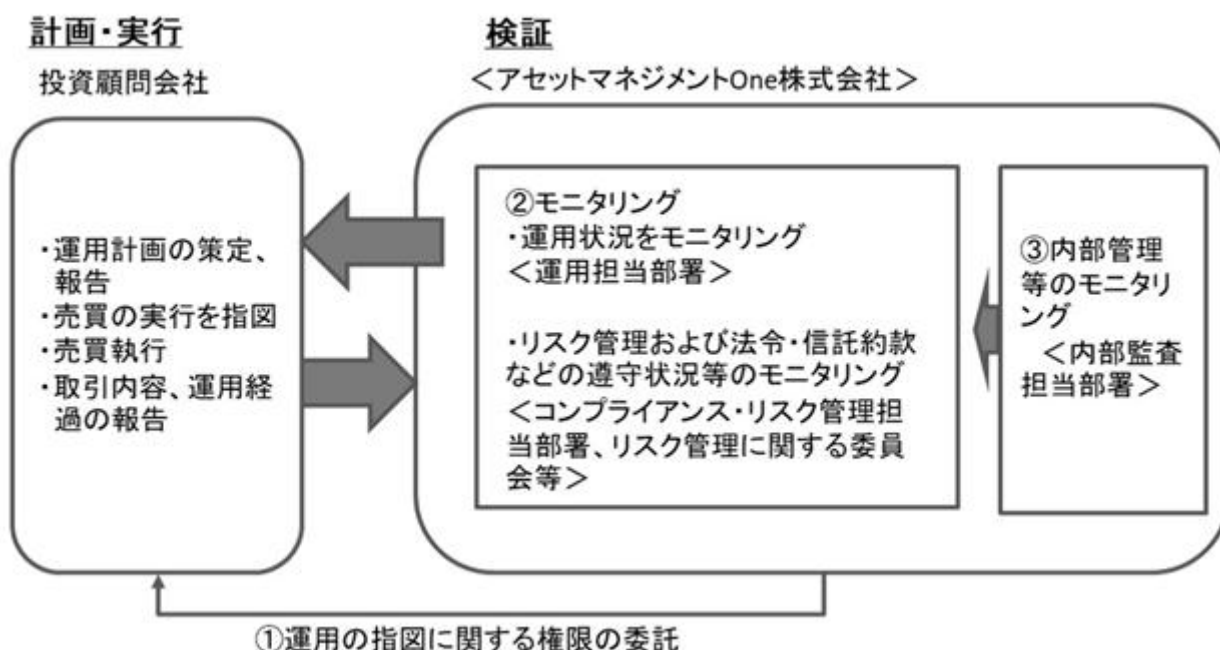 計画・実行
投資顧問会社
・運用計画の策定、
報告
・売買の実行を指図
・売買執行
・取引内容、運用経
過の報告
検証
＜アセットマネジメントOne株式会社＞
②モニタリング
・運用状況をモニタリング
＜運用担当部署＞
・リスク管理および法令・信託約款
などの遵守状況等のモニタリング
＜コンプライアンス・リスク管理担
当部署、リスク管理に関する委員
会等＞
③内部管理
等のモニタリ
ング
＜内部監査
担当部署＞
①運用の指図に関する権限の委託